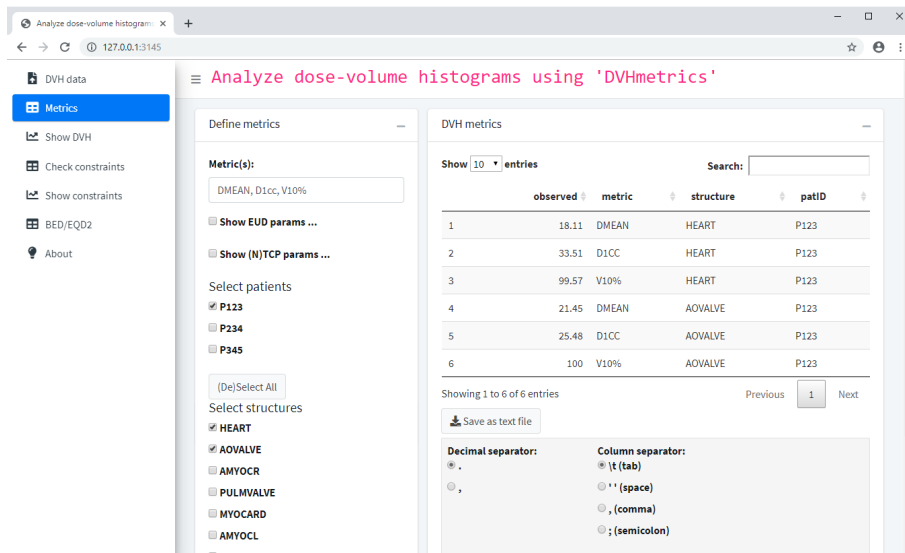 Analyze dose-volume histogram
127.0.0.1:3145
DVH data
Metrics
Show DVH
Check constraints
Show constraints
BED/EQD2
About
Analyze dose-volume histograms using 'DVHmetrics'
Define metrics
Metric(s):
DMEAN, D1cc, V10%
Show EUD params ...
Show (N)TCP params ...
Select patients
P123
P234
P345
(De)Select All
Select structures
HEART
AOVALVE
AMYOCR
PULMVALVE
MYOCARD
AMYOCL
DVH metrics
Show 10 entries Search:
observed metric structure patID
1 18.11 DMEAN HEART P123
2 33.51 D1CC HEART P123
3 99.57 V10% HEART P123
4 21.45 DMEAN AOVALVE P123
5 25.48 D1CC AOVALVE P123
6 100 V10% AOVALVE P123
Showing 1 to 6 of 6 entries Previous 1 Next
Save as text file
Decimal separator: Column separator:
. \t (tab)
, ' ' (space)
, (comma)
; (semicolon)